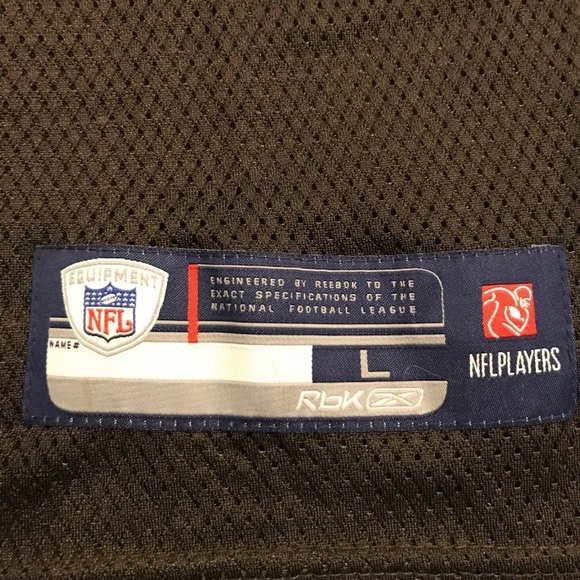 EQUIPMENT
NFL
NAME#
ENGINEERED BY REEBOK TO THE
EXACT SPECIFICATIONS OF THE
NATIONAL FOOTBALL LEAGUE
L
RbK
NFLPLAYERS